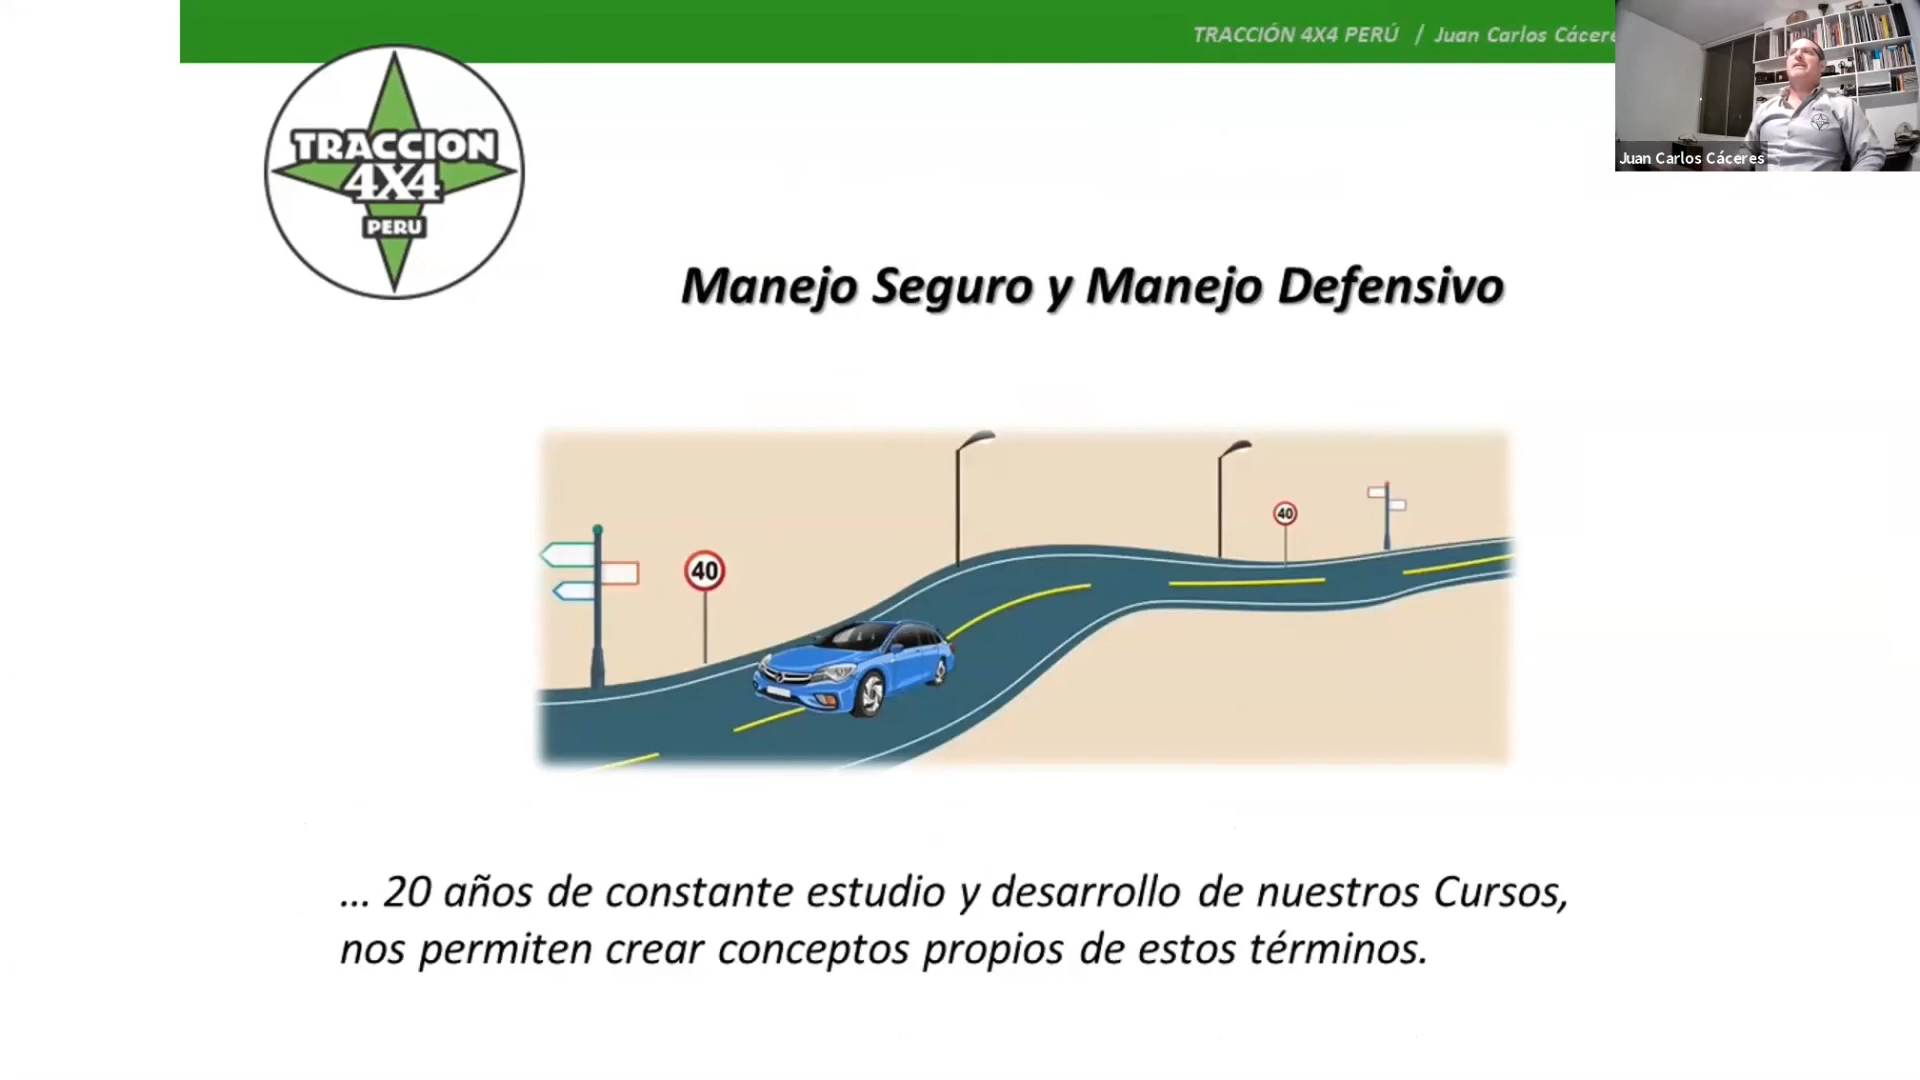 TRACCIÓN 4X4 PERÚ / Juan Carlos Cácere
Juan Carlos Cáceres
TRACCION
4X4
PERU
Manejo Seguro y Manejo Defensivo
40
40
... 20 años de constante estudio y desarrollo de nuestros Cursos,
nos permiten crear conceptos propios de estos términos.